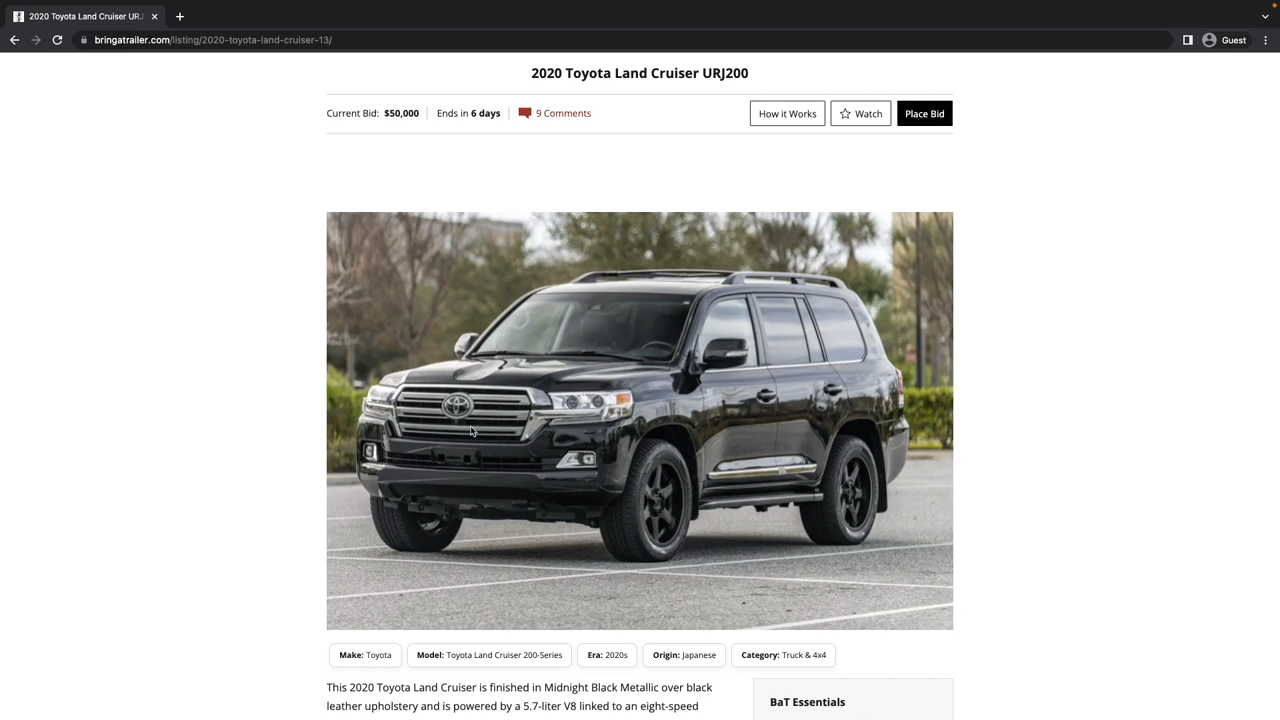 2020 Toyota Land Cruiser URJ
bringatrailer.com/listing/2020-toyota-land-cruiser-13/
Guest
2020 Toyota Land Cruiser URJ200
Current Bid: $50,000
Ends in 6 days
9 Comments
How it Works
Watch
Place Bid
Make: Toyota
Model: Toyota Land Cruiser 200-Series
Era: 2020s
Origin: Japanese
Category: Truck & 4x4
This 2020 Toyota Land Cruiser is finished in Midnight Black Metallic over black
leather upholstery and is powered by a 5.7-liter V8 linked to an eight-speed
BaT Essentials